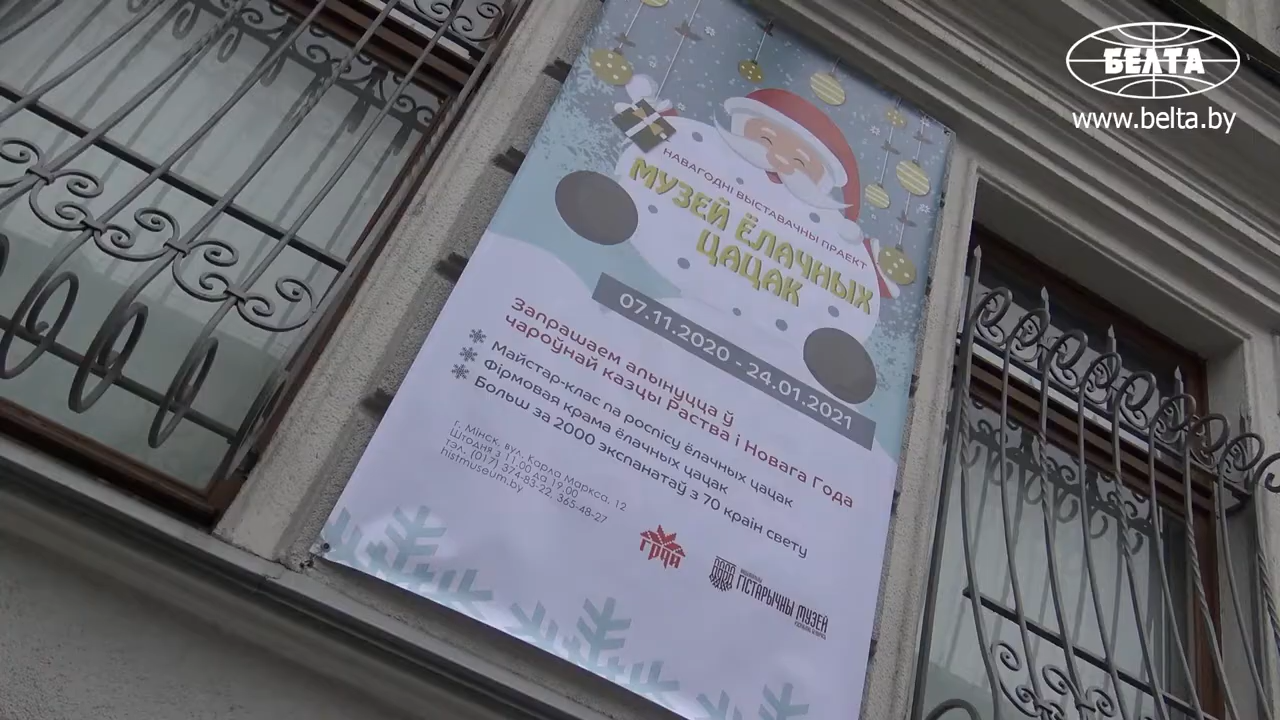 БЕЛТА
www.belta.by
НАВАГОДНІ ВЫСТАВАЧНЫ ПРАЕКТ
МУЗЕЙ ЁЛАЧНЫХ
ЦАЦАК
07.11.2020 - 24.01.2021
Запрашаем апынуцца ў
чароўнай казцы Раства і Новага Года
Майстар-клас па роспісу ёлачных цацак
Фірмовая крама ёлачных цацак
Больш за 2000 экспанатаў з 70 краін свету
Г. Мінск, вул. Карла Маркса, 12
Штодня з 11.00 да 19.00
тэл. (017) 374-83-22, 365-48-27
histmuseum.by
ГРЧА
ГІСТАРЫЧНЫ МУЗЕЙ